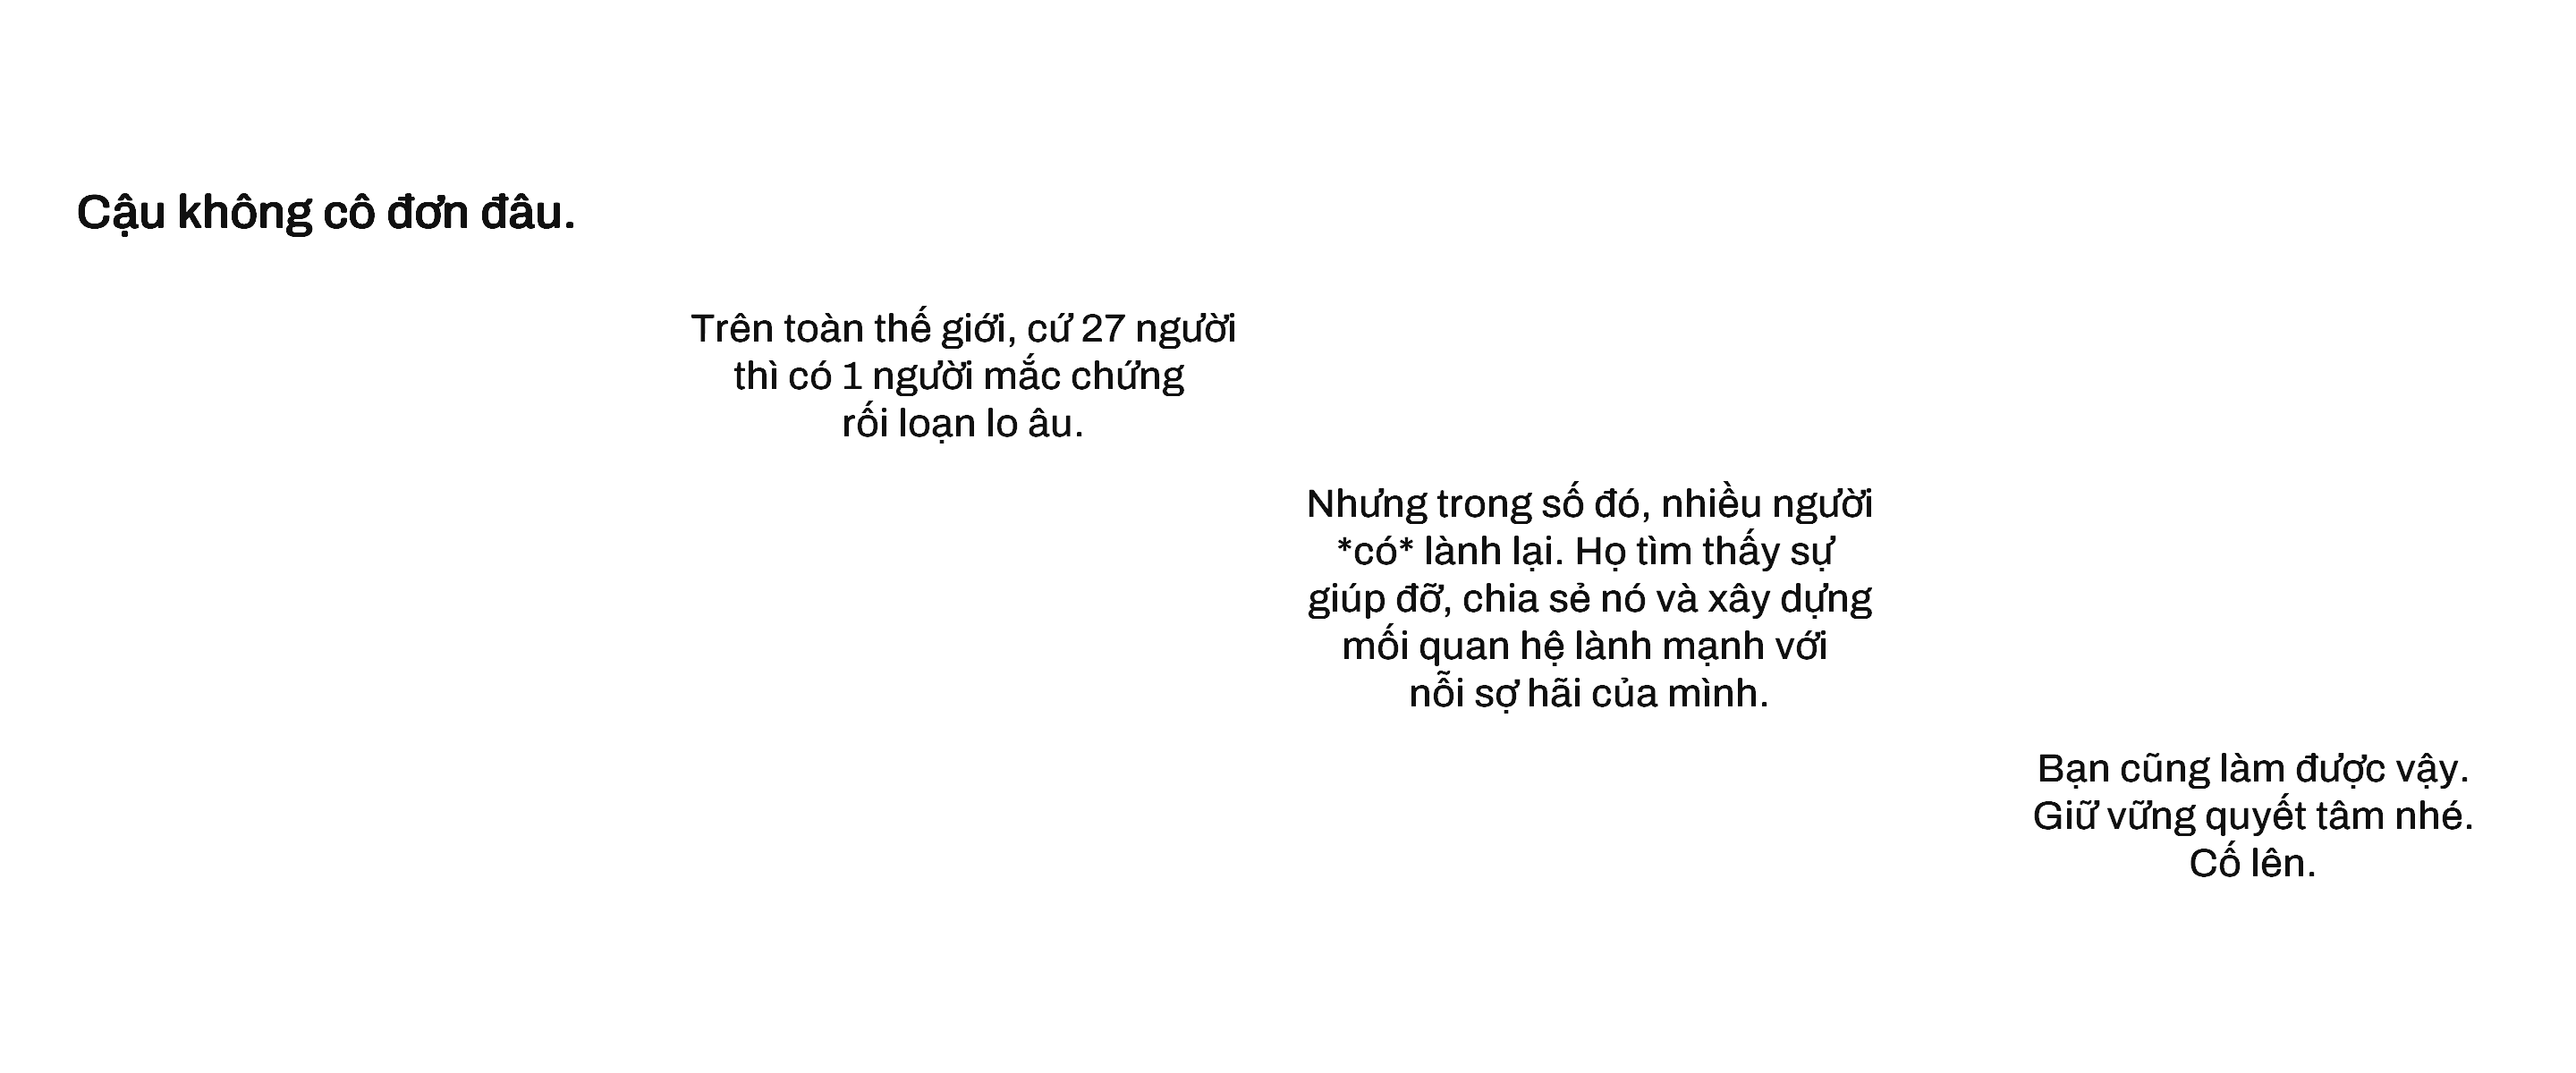 Cậu không cô đơn đâu.
Trên toàn thế giới, cứ 27 người
thì có 1 người mắc chứng
rối loạn lo âu.
Nhưng trong số đó, nhiều người
*có* lành lại. Họ tìm thấy sự
giúp đỡ, chia sẻ nó và xây dựng
mối quan hệ lành mạnh với
nỗi sợ hãi của mình.
Bạn cũng làm được vậy.
Giữ vững quyết tâm nhé.
Cố lên.